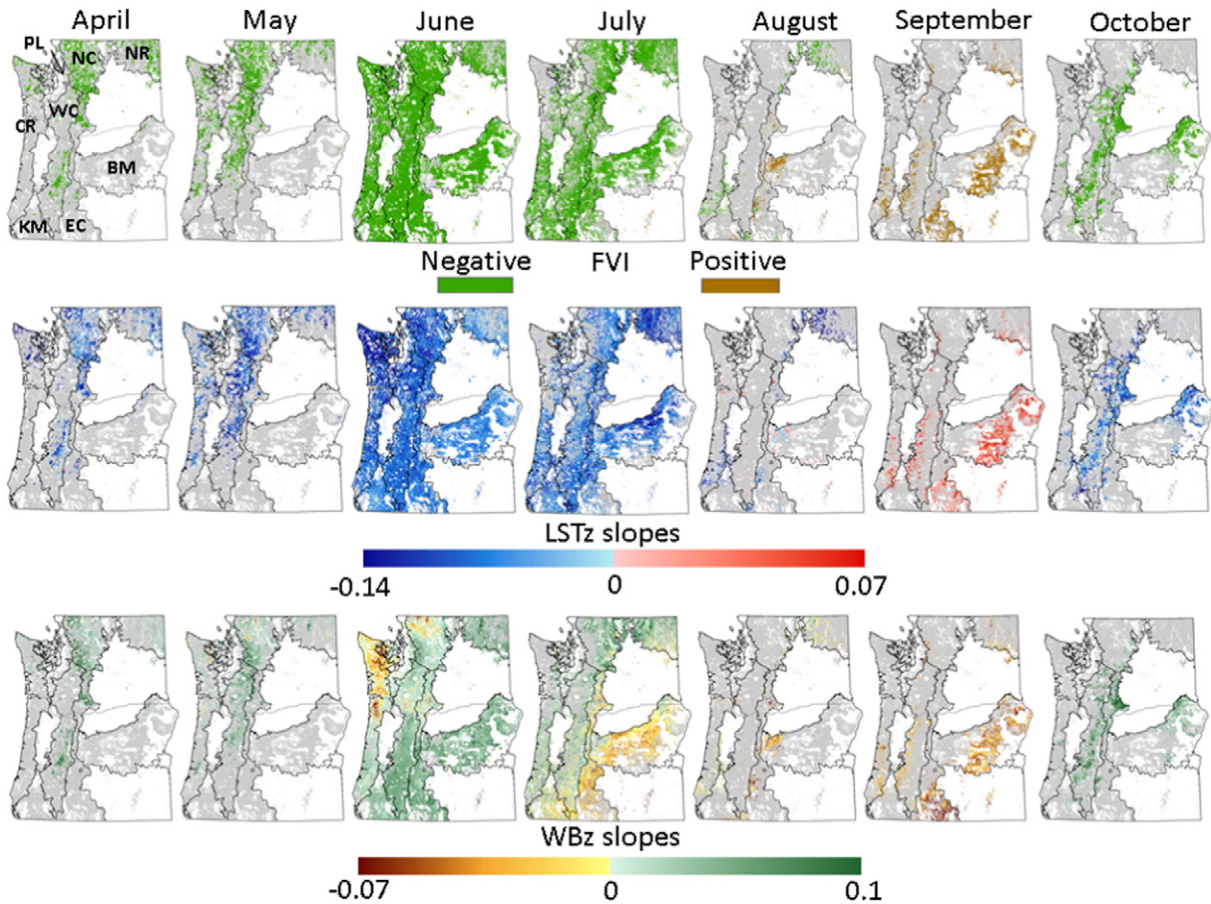 April May June July August September October
PL NC NR
WC
CR
BM
KM EC
Negative FVI Positive
LSTz slopes
-0.14 0 0.07
WBz slopes
-0.07 0 0.1